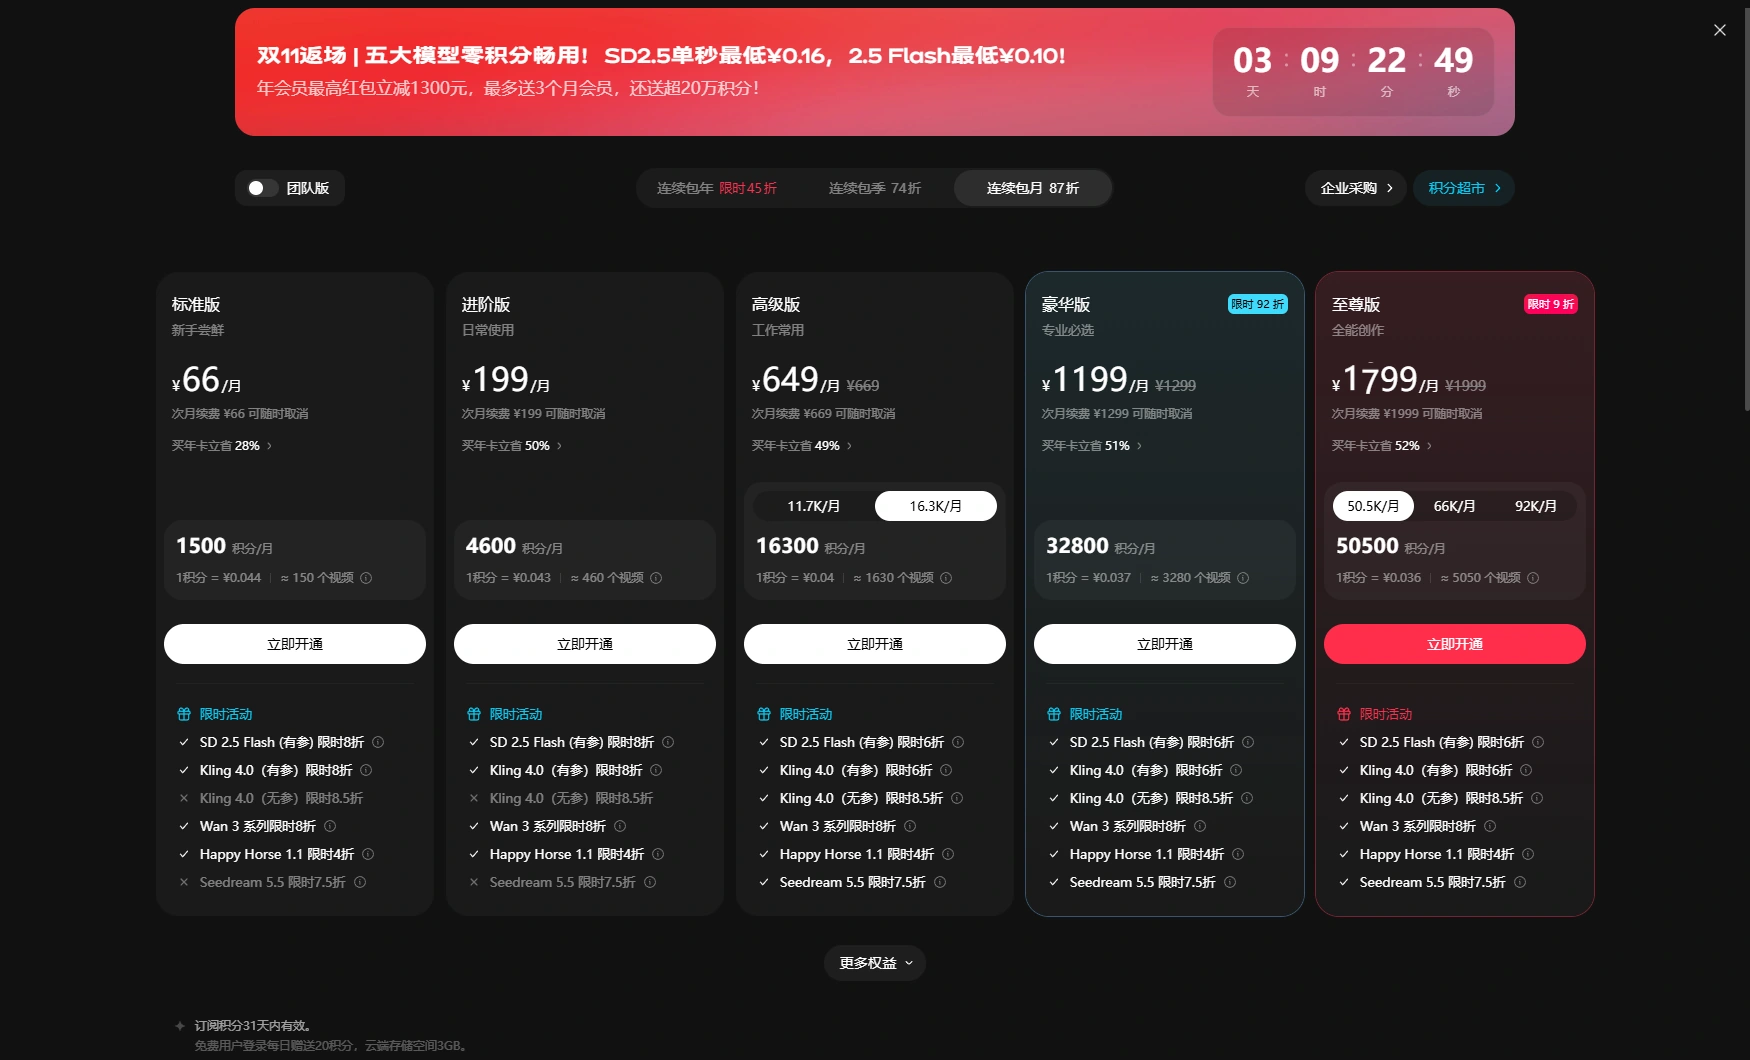 双11返场 | 五大模型零积分畅用！SD2.5单秒最低¥0.16，2.5 Flash最低¥0.10!
年会员最高红包立减1300元，最多送3个月会员，还送超20万积分！
03 : 09 : 22 : 49
天 时 分 秒
团队版
连续包年 限时45折
连续包季 74折
连续包月 87折
企业采购 >
积分超市 >
标准版
新手尝鲜
¥66/月
次月续费 ¥66 可随时取消
买年卡立省 28% >
1500 积分/月
1积分 = ¥0.044 | ≈ 150 个视频
立即开通
限时活动
SD 2.5 Flash (有参) 限时8折
Kling 4.0（有参）限时8折
Kling 4.0（无参）限时8.5折
Wan 3 系列限时8折
Happy Horse 1.1 限时4折
Seedream 5.5 限时7.5折
进阶版
日常使用
¥199/月
次月续费 ¥199 可随时取消
买年卡立省 50% >
4600 积分/月
1积分 = ¥0.043 | ≈ 460 个视频
立即开通
限时活动
SD 2.5 Flash (有参) 限时8折
Kling 4.0（有参）限时8折
Kling 4.0（无参）限时8.5折
Wan 3 系列限时8折
Happy Horse 1.1 限时4折
Seedream 5.5 限时7.5折
高级版
工作常用
¥649/月 ¥669
次月续费 ¥669 可随时取消
买年卡立省 49% >
11.7K/月 16.3K/月
16300 积分/月
1积分 = ¥0.04 | ≈ 1630 个视频
立即开通
限时活动
SD 2.5 Flash (有参) 限时6折
Kling 4.0（有参）限时6折
Kling 4.0（无参）限时8.5折
Wan 3 系列限时8折
Happy Horse 1.1 限时4折
Seedream 5.5 限时7.5折
豪华版 限时 92 折
专业必选
¥1199/月 ¥1299
次月续费 ¥1299 可随时取消
买年卡立省 51% >
32800 积分/月
1积分 = ¥0.037 | ≈ 3280 个视频
立即开通
限时活动
SD 2.5 Flash (有参) 限时6折
Kling 4.0（有参）限时6折
Kling 4.0（无参）限时8.5折
Wan 3 系列限时8折
Happy Horse 1.1 限时4折
Seedream 5.5 限时7.5折
至尊版 限时 9 折
全能创作
¥1799/月 ¥1999
次月续费 ¥1999 可随时取消
买年卡立省 52% >
50.5K/月 66K/月 92K/月
50500 积分/月
1积分 = ¥0.036 | ≈ 5050 个视频
立即开通
限时活动
SD 2.5 Flash (有参) 限时6折
Kling 4.0（有参）限时6折
Kling 4.0（无参）限时8.5折
Wan 3 系列限时8折
Happy Horse 1.1 限时4折
Seedream 5.5 限时7.5折
更多权益
订阅积分31天内有效。
免费用户登录每日赠送20积分，云端存储空间3GB。